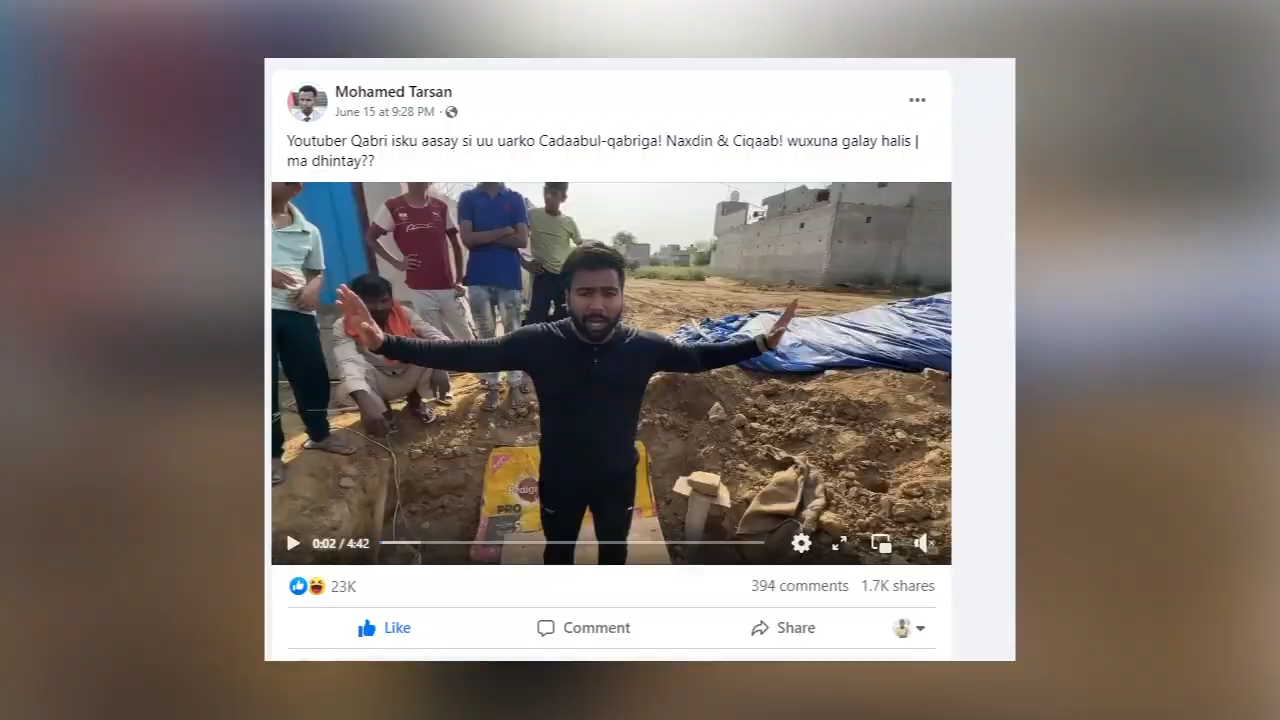 Mohamed Tarsan
June 15 at 9:28 PM ·
Youtuber Qabri isku aasay si uu uarko Cadaabul-qabriga! Naxdin & Ciqaab! wuxuna galay halis |
ma dhintay??
PRO
0:02 / 4:42
23K
394 comments 1.7K shares
Like
Comment
Share